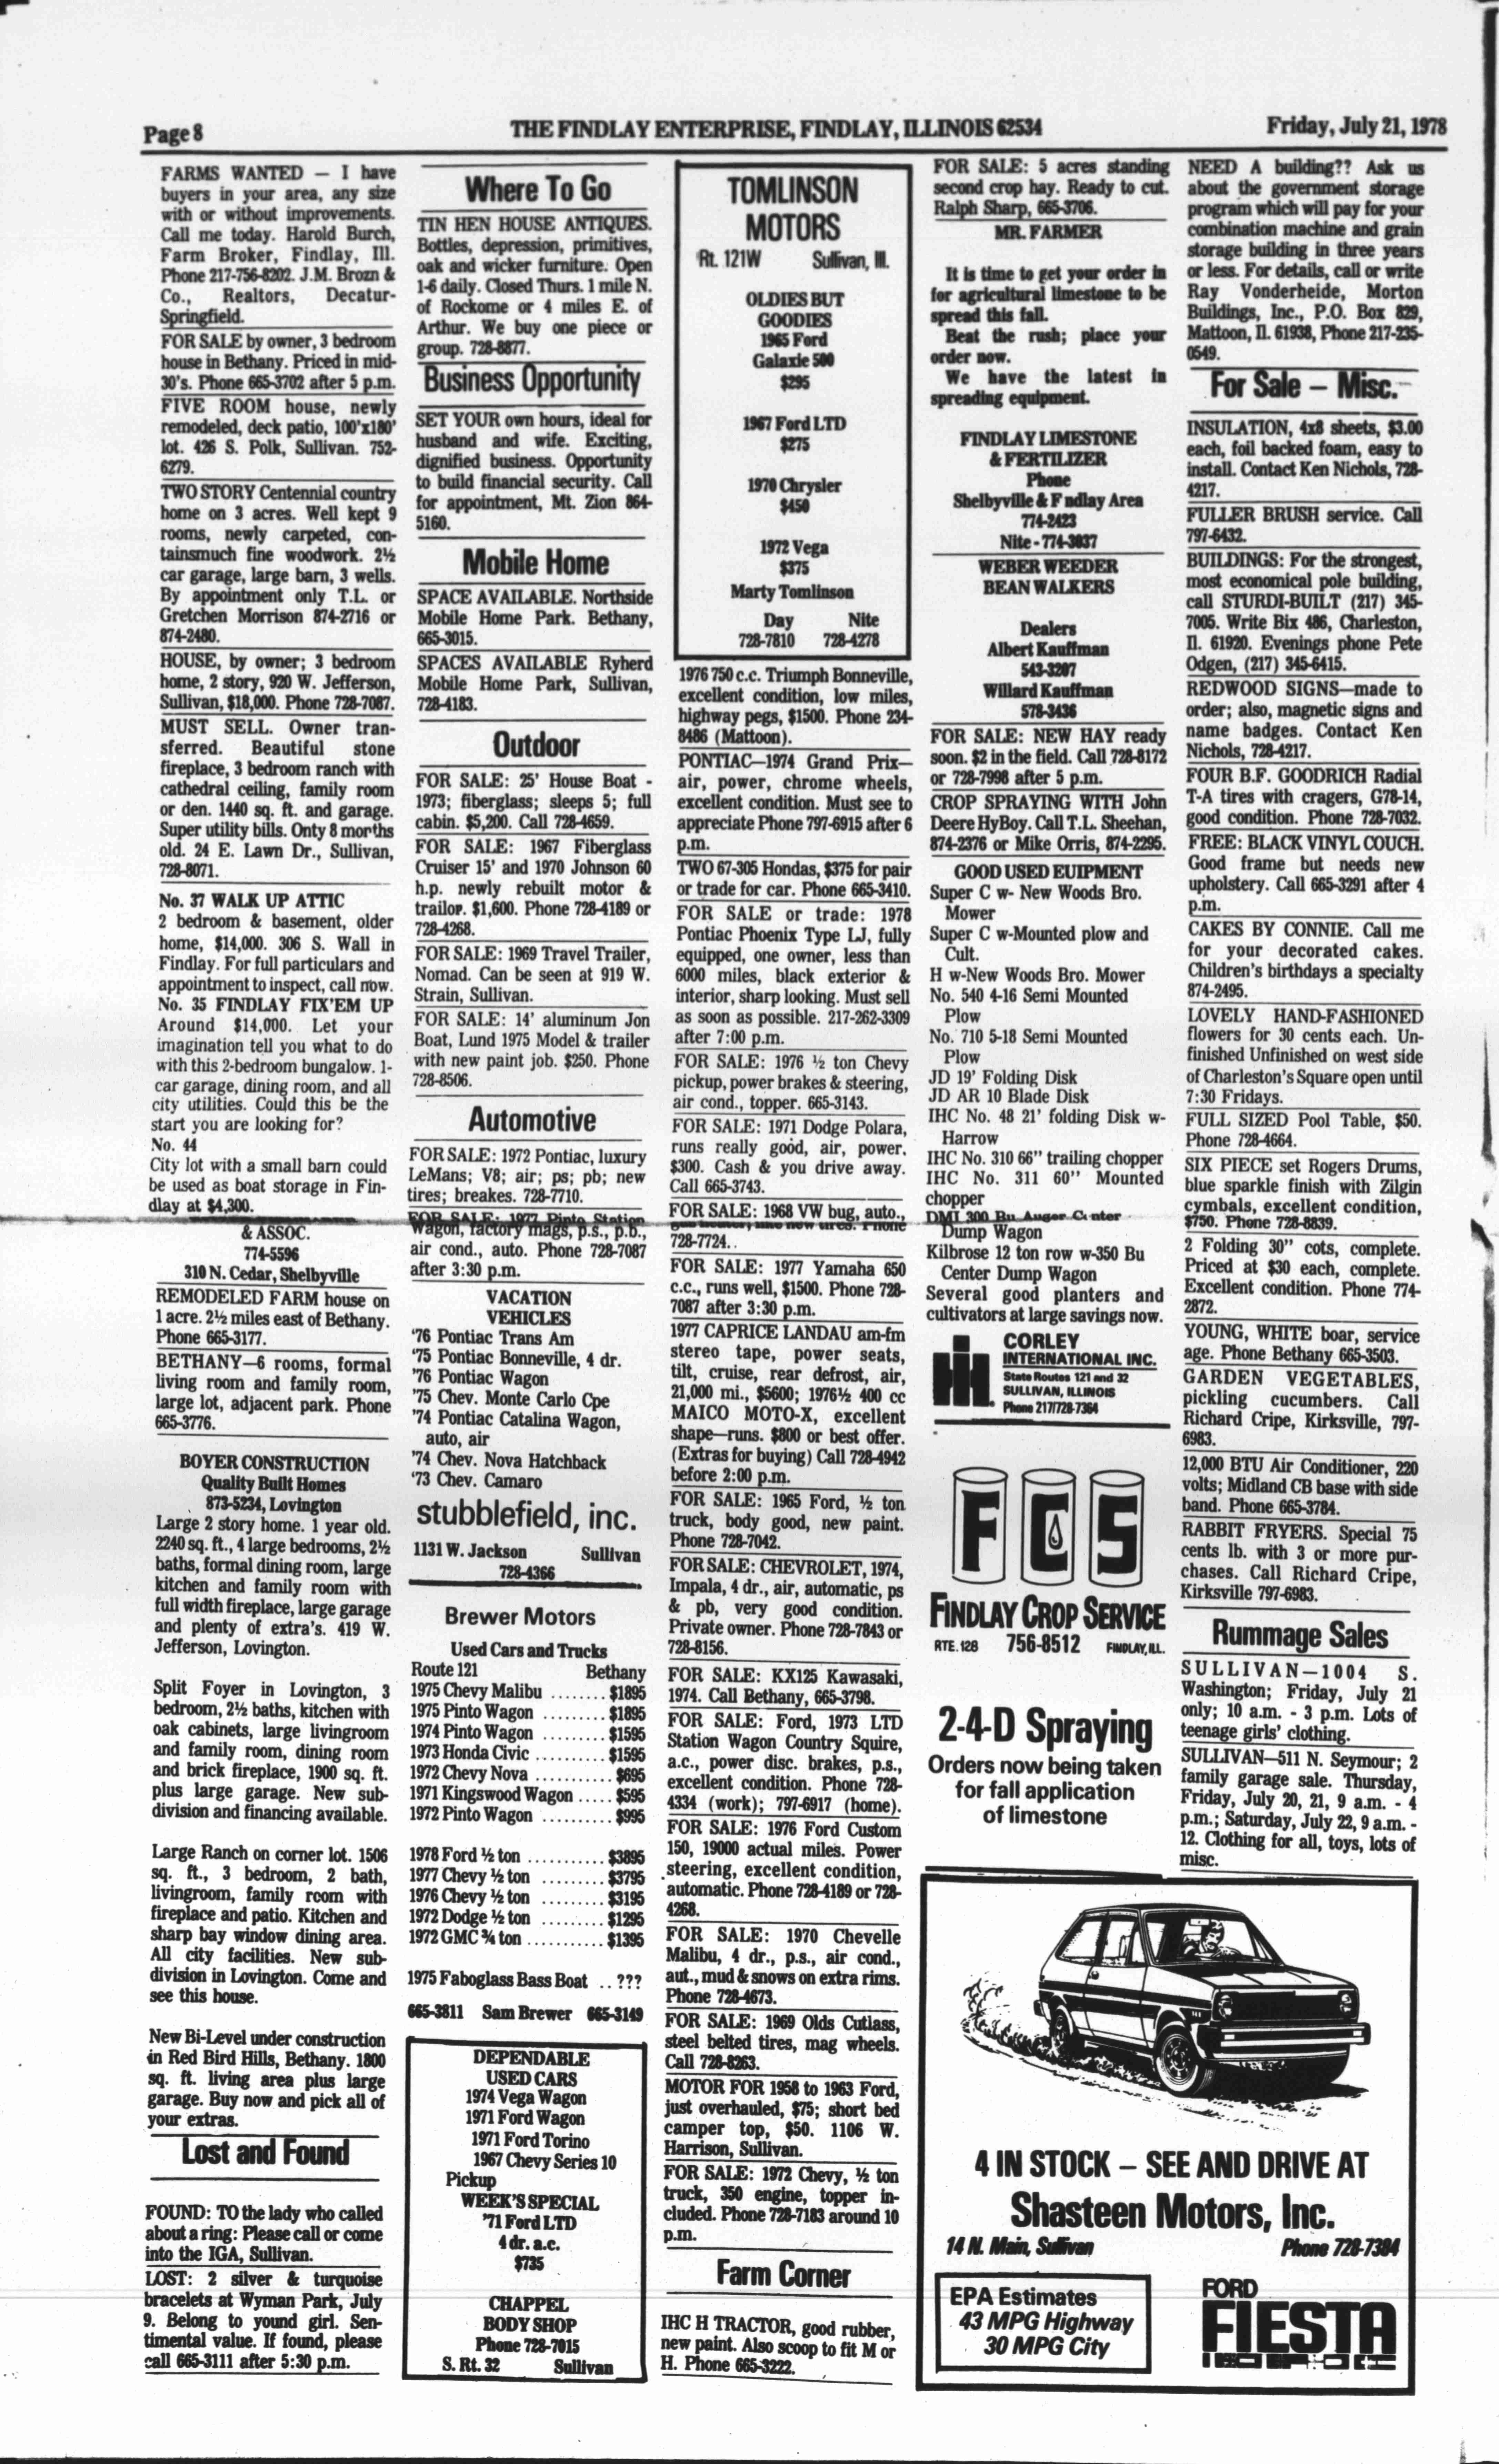 Page 8
THE FINDLAY ENTERPRISE, FINDLAY, ILLINOIS 62534
Friday, July 21, 1978
FARMS WANTED — I have
buyers in your area, any size
with or without improvements.
Call me today. Harold Burch,
Farm Broker, Findlay, Ill.
Phone 217-756-8202. J.M. Brozn &
Co., Realtors, Decatur-
Springfield.
FOR SALE by owner, 3 bedroom
house in Bethany. Priced in mid-
30's. Phone 665-3702 after 5 p.m.
FIVE ROOM house, newly
remodeled, deck patio, 100'x180'
lot. 426 S. Polk, Sullivan. 752-
6279.
TWO STORY Centennial country
home on 3 acres. Well kept 9
rooms, newly carpeted, con-
tainsmuch fine woodwork. 2½
car garage, large barn, 3 wells.
By appointment only T.L. or
Gretchen Morrison 874-2716 or
874-2480.
HOUSE, by owner; 3 bedroom
home, 2 story, 920 W. Jefferson,
Sullivan, $18,000. Phone 728-7087.
MUST SELL. Owner tran-
sferred. Beautiful stone
fireplace, 3 bedroom ranch with
cathedral ceiling, family room
or den. 1440 sq. ft. and garage.
Super utility bills. Onty 8 months
old. 24 E. Lawn Dr., Sullivan,
728-8071.
No. 37 WALK UP ATTIC
2 bedroom & basement, older
home, $14,000. 306 S. Wall in
Findlay. For full particulars and
appointment to inspect, call now.
No. 35 FINDLAY FIX'EM UP
Around $14,000. Let your
imagination tell you what to do
with this 2-bedroom bungalow. 1-
car garage, dining room, and all
city utilities. Could this be the
start you are looking for?
No. 44
City lot with a small barn could
be used as boat storage in Fin-
dlay at $4,300.
& ASSOC.
774-5596
310 N. Cedar, Shelbyville
REMODELED FARM house on
1 acre. 2½ miles east of Bethany.
Phone 665-3177.
BETHANY—6 rooms, formal
living room and family room,
large lot, adjacent park. Phone
665-3776.
BOYER CONSTRUCTION
Quality Built Homes
873-5234, Lovington
Large 2 story home. 1 year old.
2240 sq. ft., 4 large bedrooms, 2½
baths, formal dining room, large
kitchen and family room with
full width fireplace, large garage
and plenty of extra's. 419 W.
Jefferson, Lovington.
Split Foyer in Lovington, 3
bedroom, 2½ baths, kitchen with
oak cabinets, large livingroom
and family room, dining room
and brick fireplace, 1900 sq. ft.
plus large garage. New sub-
division and financing available.
Large Ranch on corner lot. 1506
sq. ft., 3 bedroom, 2 bath,
livingroom, family room with
fireplace and patio. Kitchen and
sharp bay window dining area.
All city facilities. New sub-
division in Lovington. Come and
see this house.
New Bi-Level under construction
in Red Bird Hills, Bethany. 1800
sq. ft. living area plus large
garage. Buy now and pick all of
your extras.
Lost and Found
FOUND: TO the lady who called
about a ring: Please call or come
into the IGA, Sullivan.
LOST: 2 silver & turquoise
bracelets at Wyman Park, July
9. Belong to yound girl. Sen-
timental value. If found, please
call 665-3111 after 5:30 p.m.
Where To Go
TIN HEN HOUSE ANTIQUES.
Bottles, depression, primitives,
oak and wicker furniture. Open
1-6 daily. Closed Thurs. 1 mile N.
of Rockome or 4 miles E. of
Arthur. We buy one piece or
group. 728-8877.
Business Opportunity
SET YOUR own hours, ideal for
husband and wife. Exciting,
dignified business. Opportunity
to build financial security. Call
for appointment, Mt. Zion 864-
5160.
Mobile Home
SPACE AVAILABLE. Northside
Mobile Home Park. Bethany,
665-3015.
SPACES AVAILABLE Ryherd
Mobile Home Park, Sullivan,
728-4183.
Outdoor
FOR SALE: 25' House Boat -
1973; fiberglass; sleeps 5; full
cabin. $5,200. Call 728-4659.
FOR SALE: 1967 Fiberglass
Cruiser 15' and 1970 Johnson 60
h.p. newly rebuilt motor &
trailor. $1,600. Phone 728-4189 or
728-4268.
FOR SALE: 1969 Travel Trailer,
Nomad. Can be seen at 919 W.
Strain, Sullivan.
FOR SALE: 14' aluminum Jon
Boat, Lund 1975 Model & trailer
with new paint job. $250. Phone
728-8506.
Automotive
FOR SALE: 1972 Pontiac, luxury
LeMans; V8; air; ps; pb; new
tires; breakes. 728-7710.
FOR SALE: 1977 Pinto Station
Wagon, factory mags, p.s., p.b.,
air cond., auto. Phone 728-7087
after 3:30 p.m.
VACATION
VEHICLES
'76 Pontiac Trans Am
'75 Pontiac Bonneville, 4 dr.
'76 Pontiac Wagon
'75 Chev. Monte Carlo Cpe
'74 Pontiac Catalina Wagon,
auto, air
'74 Chev. Nova Hatchback
'73 Chev. Camaro
stubblefield, inc.
1131 W. Jackson Sullivan
728-4366
Brewer Motors
Used Cars and Trucks
Route 121 Bethany
1975 Chevy Malibu ........ $1895
1975 Pinto Wagon ......... $1895
1974 Pinto Wagon ......... $1595
1973 Honda Civic .......... $1595
1972 Chevy Nova .......... $695
1971 Kingswood Wagon ..... $595
1972 Pinto Wagon ......... $995
1978 Ford ½ ton .......... $3895
1977 Chevy ½ ton ........ $3795
1976 Chevy ½ ton ........ $3195
1972 Dodge ½ ton ........ $1295
1972 GMC ¾ ton .......... $1395
1975 Faboglass Bass Boat .. ???
665-3811 Sam Brewer 665-3149
DEPENDABLE
USED CARS
1974 Vega Wagon
1971 Ford Wagon
1971 Ford Torino
1967 Chevy Series 10
Pickup
WEEK'S SPECIAL
'71 Ford LTD
4 dr. a.c.
$735
CHAPPEL
BODY SHOP
Phone 728-7015
S. Rt. 32 Sullivan
TOMLINSON
MOTORS
Rt. 121W Sullivan, Ill.
OLDIES BUT
GOODIES
1965 Ford
Galaxie 500
$295
1967 Ford LTD
$275
1970 Chrysler
$450
1972 Vega
$375
Marty Tomlinson
Day Nite
728-7810 728-4278
1976 750 c.c. Triumph Bonneville,
excellent condition, low miles,
highway pegs, $1500. Phone 234-
8486 (Mattoon).
PONTIAC—1974 Grand Prix—
air, power, chrome wheels,
excellent condition. Must see to
appreciate Phone 797-6915 after 6
p.m.
TWO 67-305 Hondas, $375 for pair
or trade for car. Phone 665-3410.
FOR SALE or trade: 1978
Pontiac Phoenix Type LJ, fully
equipped, one owner, less than
6000 miles, black exterior &
interior, sharp looking. Must sell
as soon as possible. 217-262-3309
after 7:00 p.m.
FOR SALE: 1976 ½ ton Chevy
pickup, power brakes & steering,
air cond., topper. 665-3143.
FOR SALE: 1971 Dodge Polara,
runs really good, air, power.
$300. Cash & you drive away.
Call 665-3743.
FOR SALE: 1968 VW bug, auto.,
gas heater, like new tires. Phone
728-7724.
FOR SALE: 1977 Yamaha 650
c.c., runs well, $1500. Phone 728-
7087 after 3:30 p.m.
1977 CAPRICE LANDAU am-fm
stereo tape, power seats,
tilt, cruise, rear defrost, air,
21,000 mi., $5600; 1976½ 400 cc
MAICO MOTO-X, excellent
shape—runs. $800 or best offer.
(Extras for buying) Call 728-4942
before 2:00 p.m.
FOR SALE: 1965 Ford, ½ ton
truck, body good, new paint.
Phone 728-7042.
FOR SALE: CHEVROLET, 1974,
Impala, 4 dr., air, automatic, ps
& pb, very good condition.
Private owner. Phone 728-7843 or
728-8156.
FOR SALE: KX125 Kawasaki,
1974. Call Bethany, 665-3798.
FOR SALE: Ford, 1973 LTD
Station Wagon Country Squire,
a.c., power disc. brakes, p.s.,
excellent condition. Phone 728-
4334 (work); 797-6917 (home).
FOR SALE: 1976 Ford Custom
150, 19000 actual miles. Power
steering, excellent condition,
automatic. Phone 728-4189 or 728-
4268.
FOR SALE: 1970 Chevelle
Malibu, 4 dr., p.s., air cond.,
aut., mud & snows on extra rims.
Phone 728-4673.
FOR SALE: 1969 Olds Cutlass,
steel belted tires, mag wheels.
Call 728-8263.
MOTOR FOR 1958 to 1963 Ford,
just overhauled, $75; short bed
camper top, $50. 1106 W.
Harrison, Sullivan.
FOR SALE: 1972 Chevy, ½ ton
truck, 350 engine, topper in-
cluded. Phone 728-7183 around 10
p.m.
Farm Corner
IHC H TRACTOR, good rubber,
new paint. Also scoop to fit M or
H. Phone 665-3222.
FOR SALE: 5 acres standing
second crop hay. Ready to cut.
Ralph Sharp, 665-3706.
MR. FARMER
It is time to get your order in
for agricultural limestone to be
spread this fall.
Beat the rush; place your
order now.
We have the latest in
spreading equipment.
FINDLAY LIMESTONE
& FERTILIZER
Phone
Shelbyville & F ndlay Area
774-2423
Nite - 774-3037
WEBER WEEDER
BEAN WALKERS
Dealers
Albert Kauffman
543-3207
Willard Kauffman
578-3436
FOR SALE: NEW HAY ready
soon. $2 in the field. Call 728-8172
or 728-7998 after 5 p.m.
CROP SPRAYING WITH John
Deere HyBoy. Call T.L. Sheehan,
874-2376 or Mike Orris, 874-2295.
GOOD USED EUIPMENT
Super C w- New Woods Bro.
Mower
Super C w-Mounted plow and
Cult.
H w-New Woods Bro. Mower
No. 540 4-16 Semi Mounted
Plow
No. 710 5-18 Semi Mounted
Plow
JD 19' Folding Disk
JD AR 10 Blade Disk
IHC No. 48 21' folding Disk w-
Harrow
IHC No. 310 66" trailing chopper
IHC No. 311 60" Mounted
chopper
DMI 300 Bu Auger Center
Dump Wagon
Kilbrose 12 ton row w-350 Bu
Center Dump Wagon
Several good planters and
cultivators at large savings now.
CORLEY
INTERNATIONAL INC.
State Routes 121 and 32
SULLIVAN, ILLINOIS
Phone 217/728-7364
FCS
FINDLAY CROP SERVICE
RTE. 128 756-8512 FINDLAY, ILL.
2-4-D Spraying
Orders now being taken
for fall application
of limestone
NEED A building?? Ask us
about the government storage
program which will pay for your
combination machine and grain
storage building in three years
or less. For details, call or write
Ray Vonderheide, Morton
Buildings, Inc., P.O. Box 829,
Mattoon, Il. 61938, Phone 217-235-
0549.
For Sale — Misc.
INSULATION, 4x8 sheets, $3.00
each, foil backed foam, easy to
install. Contact Ken Nichols, 728-
4217.
FULLER BRUSH service. Call
797-6432.
BUILDINGS: For the strongest,
most economical pole building,
call STURDI-BUILT (217) 345-
7005. Write Bix 486, Charleston,
Il. 61920. Evenings phone Pete
Odgen, (217) 345-6415.
REDWOOD SIGNS—made to
order; also, magnetic signs and
name badges. Contact Ken
Nichols, 728-4217.
FOUR B.F. GOODRICH Radial
T-A tires with cragers, G78-14,
good condition. Phone 728-7032.
FREE: BLACK VINYL COUCH.
Good frame but needs new
upholstery. Call 665-3291 after 4
p.m.
CAKES BY CONNIE. Call me
for your decorated cakes.
Children's birthdays a specialty
874-2495.
LOVELY HAND-FASHIONED
flowers for 30 cents each. Un-
finished Unfinished on west side
of Charleston's Square open until
7:30 Fridays.
FULL SIZED Pool Table, $50.
Phone 728-4664.
SIX PIECE set Rogers Drums,
blue sparkle finish with Zilgin
cymbals, excellent condition,
$750. Phone 728-8839.
2 Folding 30" cots, complete.
Priced at $30 each, complete.
Excellent condition. Phone 774-
2872.
YOUNG, WHITE boar, service
age. Phone Bethany 665-3503.
GARDEN VEGETABLES,
pickling cucumbers. Call
Richard Cripe, Kirksville, 797-
6983.
12,000 BTU Air Conditioner, 220
volts; Midland CB base with side
band. Phone 665-3784.
RABBIT FRYERS. Special 75
cents lb. with 3 or more pur-
chases. Call Richard Cripe,
Kirksville 797-6983.
Rummage Sales
SULLIVAN—1004 S.
Washington; Friday, July 21
only; 10 a.m. - 3 p.m. Lots of
teenage girls' clothing.
SULLIVAN—511 N. Seymour; 2
family garage sale. Thursday,
Friday, July 20, 21, 9 a.m. - 4
p.m.; Saturday, July 22, 9 a.m. -
12. Clothing for all, toys, lots of
misc.
4 IN STOCK — SEE AND DRIVE AT
Shasteen Motors, Inc.
14 N. Main, Sullivan Phone 728-7384
EPA Estimates
43 MPG Highway
30 MPG City
FORD
FIESTA